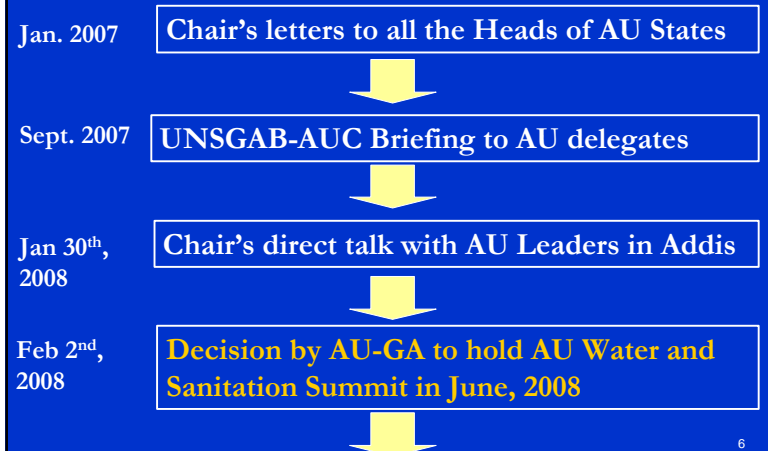 Jan. 2007
Chair's letters to all the Heads of AU States
Sept. 2007
UNSGAB-AUC Briefing to AU delegates
Jan 30th,
2008
Chair's direct talk with AU Leaders in Addis
Feb 2nd,
2008
Decision by AU-GA to hold AU Water and
Sanitation Summit in June, 2008
6